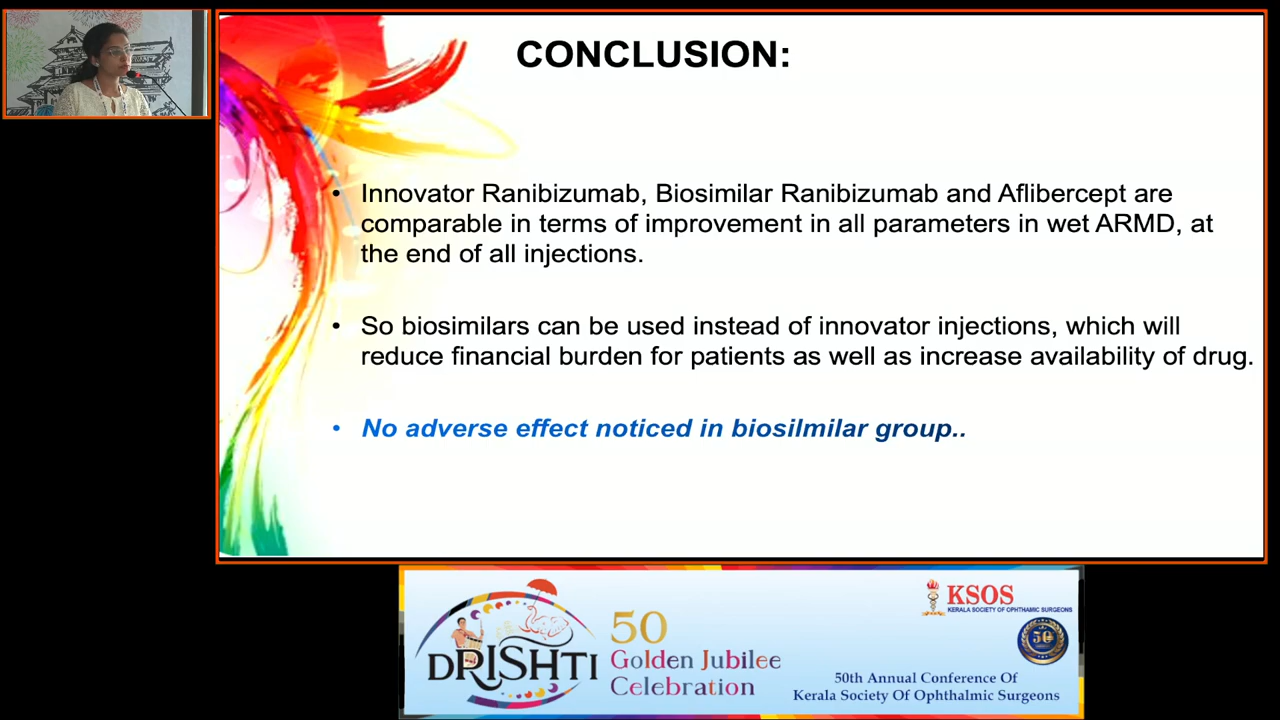 CONCLUSION:
• Innovator Ranibizumab, Biosimilar Ranibizumab and Aflibercept are
comparable in terms of improvement in all parameters in wet ARMD, at
the end of all injections.
• So biosimilars can be used instead of innovator injections, which will
reduce financial burden for patients as well as increase availability of drug.
• No adverse effect noticed in biosilmilar group..
DRISHTI
50
Golden Jubilee
Celebration
KSOS
KERALA SOCIETY OF OPHTHAMIC SURGEONS
50
50th Annual Conference Of
Kerala Society Of Ophthalmic Surgeons